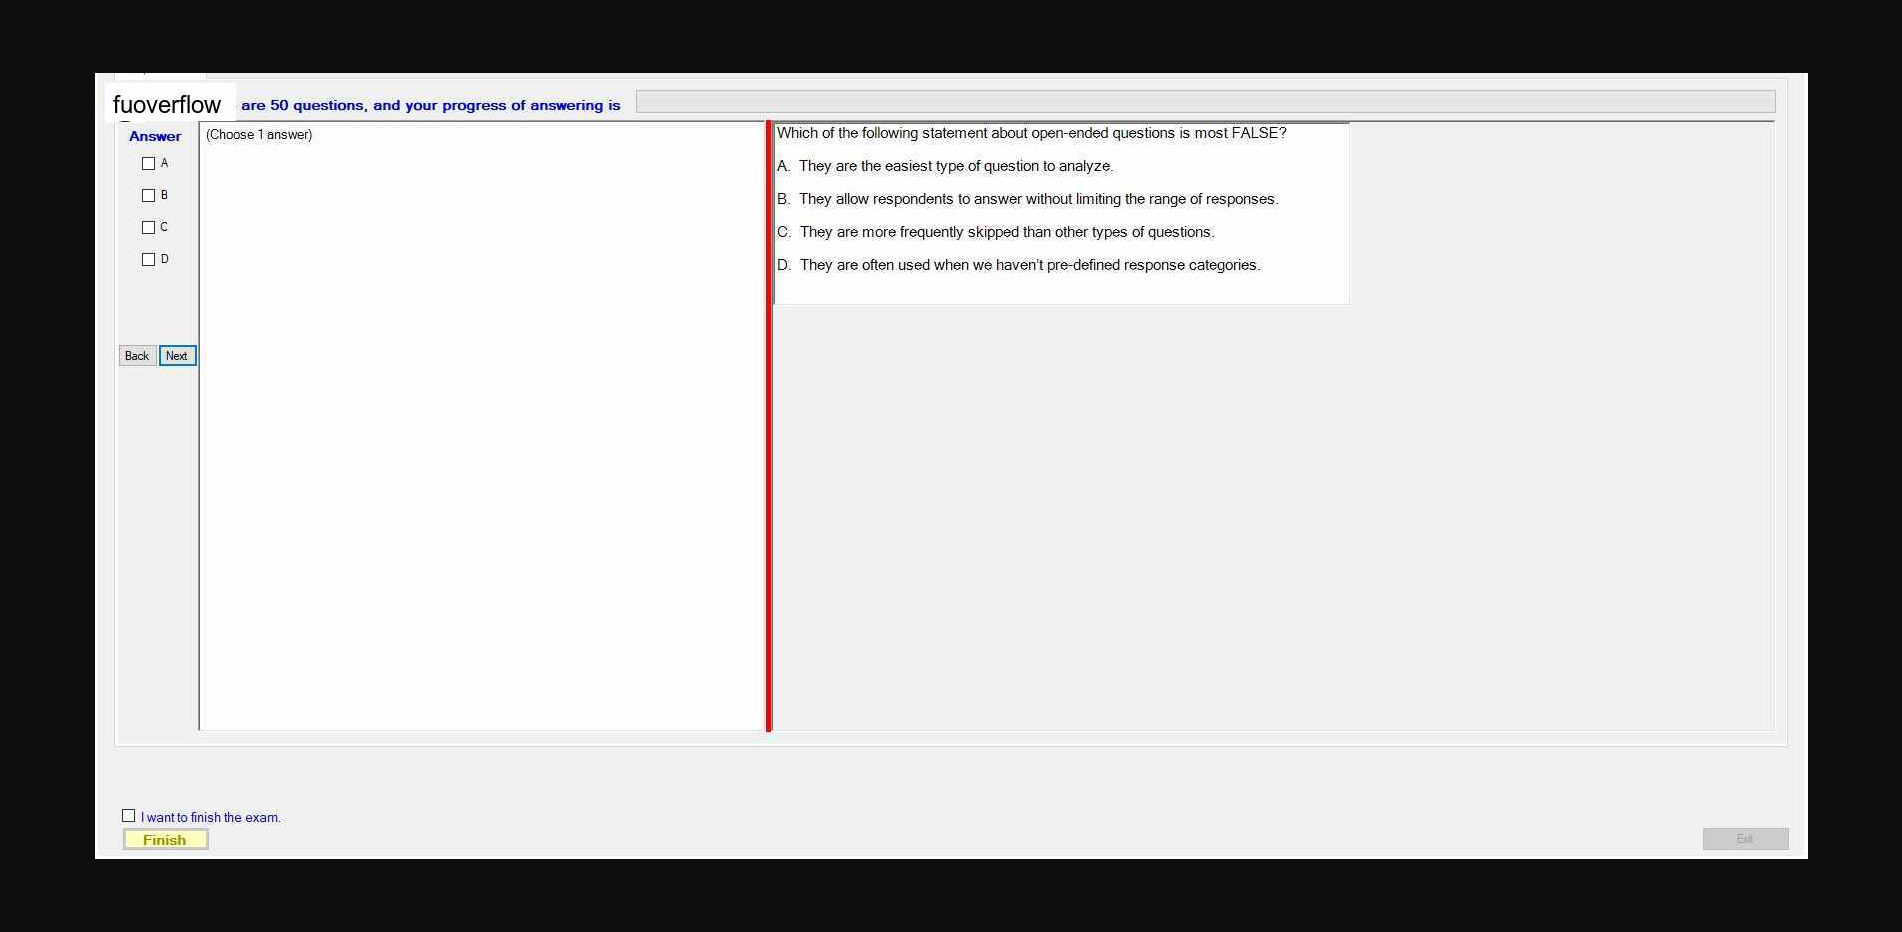 fuoverflow are 50 questions, and your progress of answering is
Answer
(Choose 1 answer)
A
B
C
D
Back Next
Which of the following statement about open-ended questions is most FALSE?
A. They are the easiest type of question to analyze.
B. They allow respondents to answer without limiting the range of responses.
C. They are more frequently skipped than other types of questions.
D. They are often used when we haven't pre-defined response categories.
I want to finish the exam.
Finish
Exit